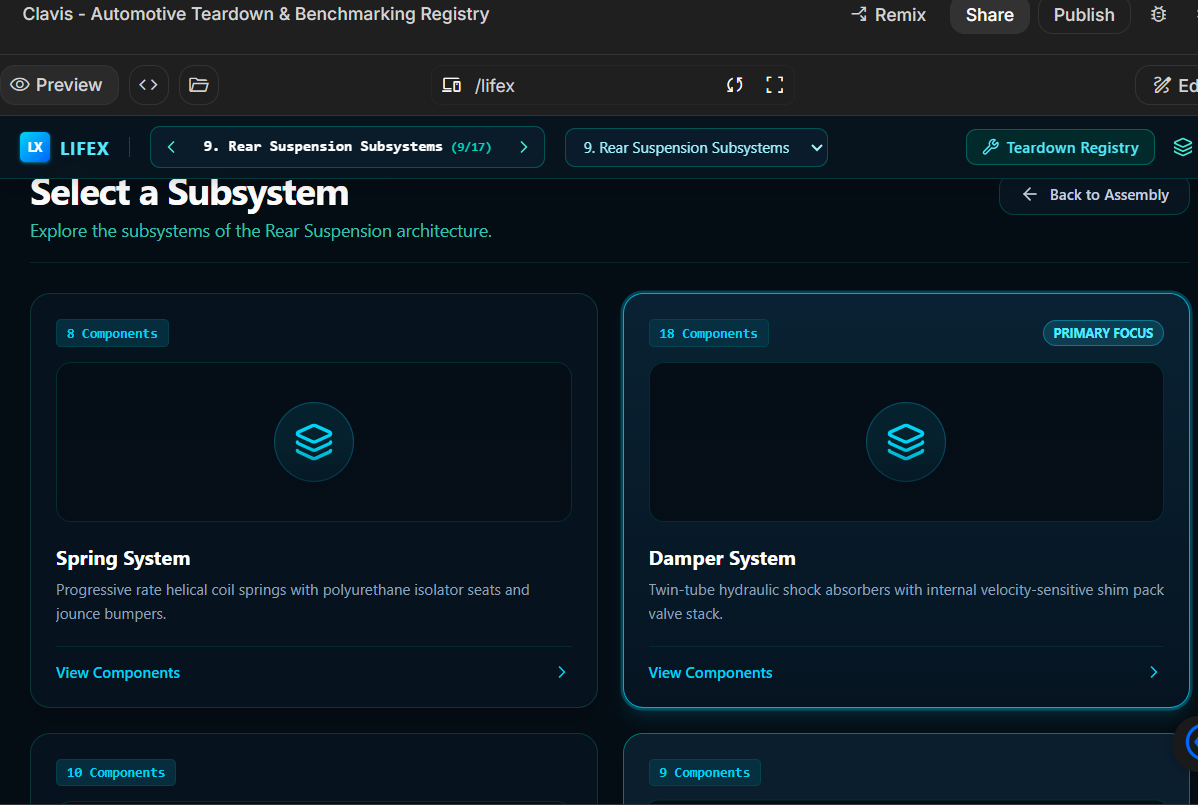 Clavis - Automotive Teardown & Benchmarking Registry
Remix
Share
Publish
Preview
/lifex
LX
LIFEX
9. Rear Suspension Subsystems (9/17)
9. Rear Suspension Subsystems
Teardown Registry
Select a Subsystem
Back to Assembly
Explore the subsystems of the Rear Suspension architecture.
8 Components
Spring System
Progressive rate helical coil springs with polyurethane isolator seats and
jounce bumpers.
View Components
18 Components
PRIMARY FOCUS
Damper System
Twin-tube hydraulic shock absorbers with internal velocity-sensitive shim pack
valve stack.
View Components
10 Components
9 Components